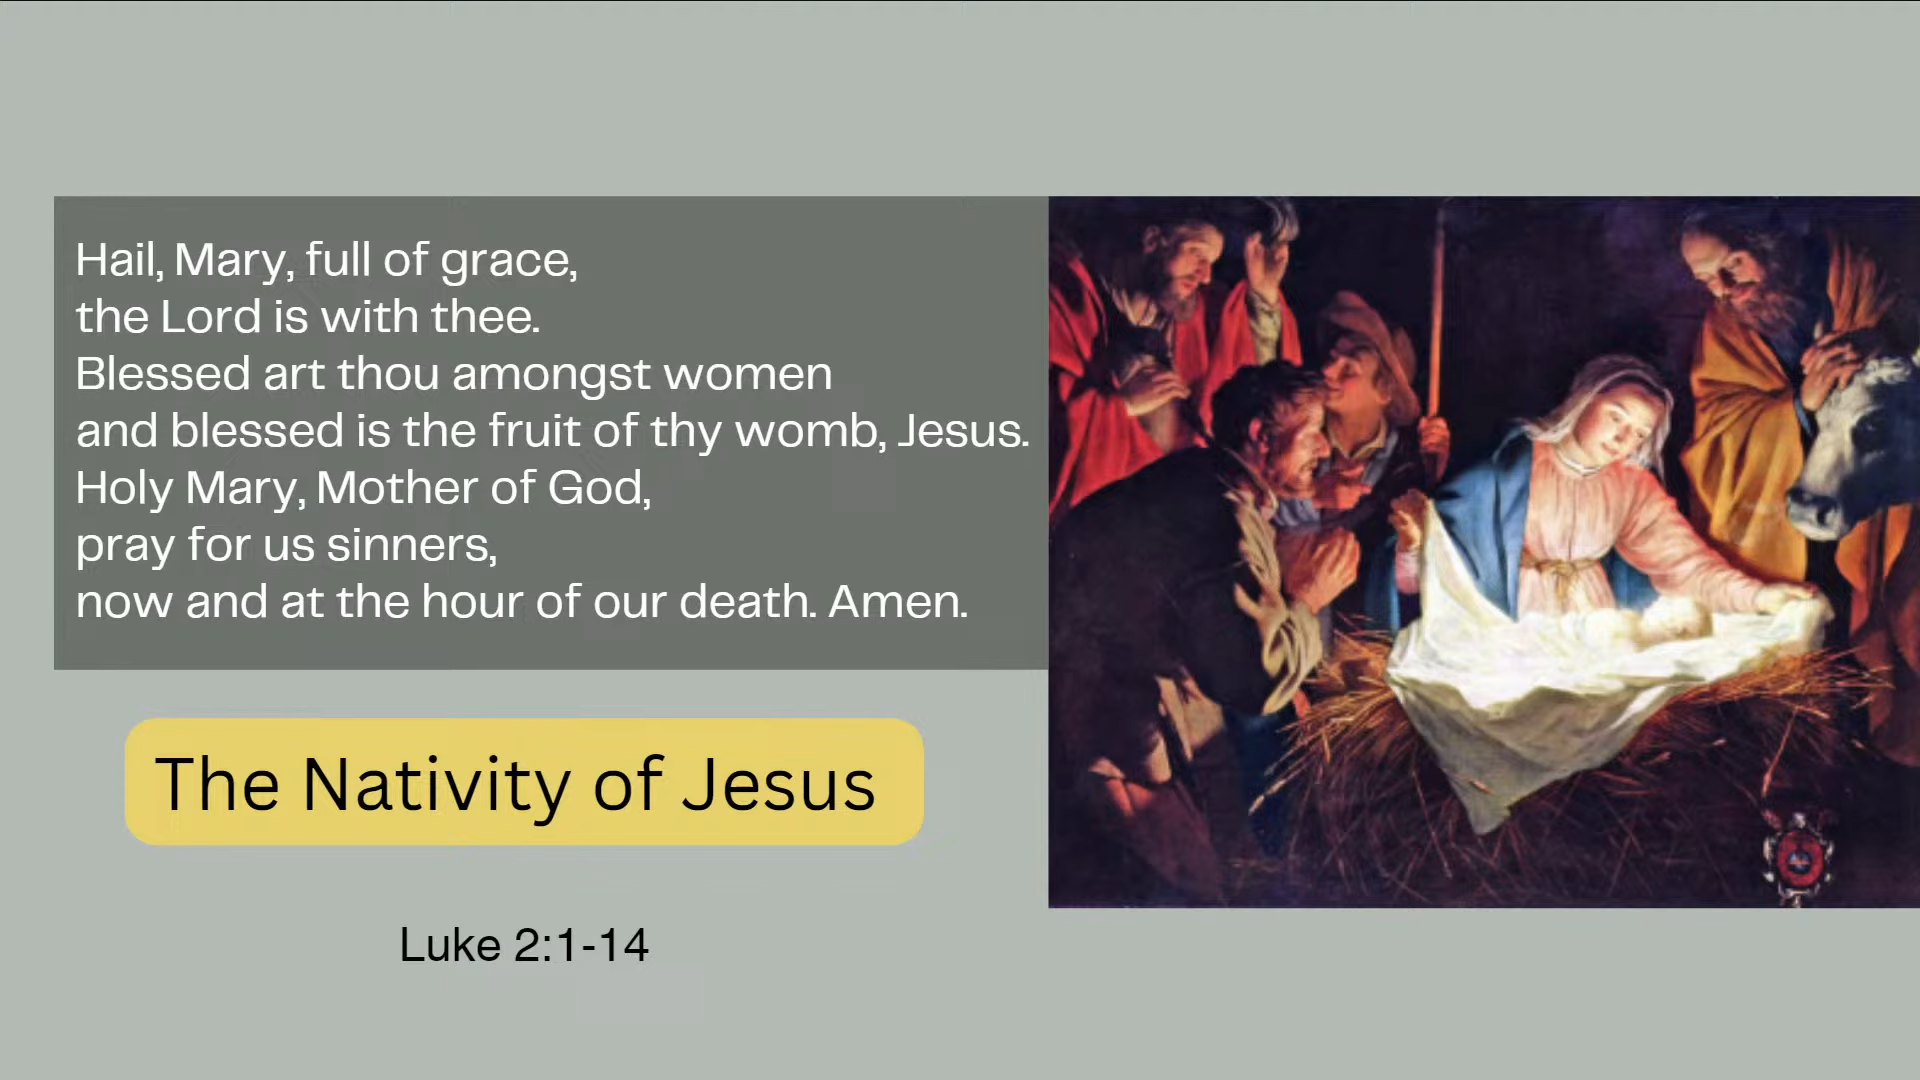 Hail, Mary, full of grace,
the Lord is with thee.
Blessed art thou amongst women
and blessed is the fruit of thy womb, Jesus.
Holy Mary, Mother of God,
pray for us sinners,
now and at the hour of our death. Amen.
The Nativity of Jesus
Luke 2:1-14